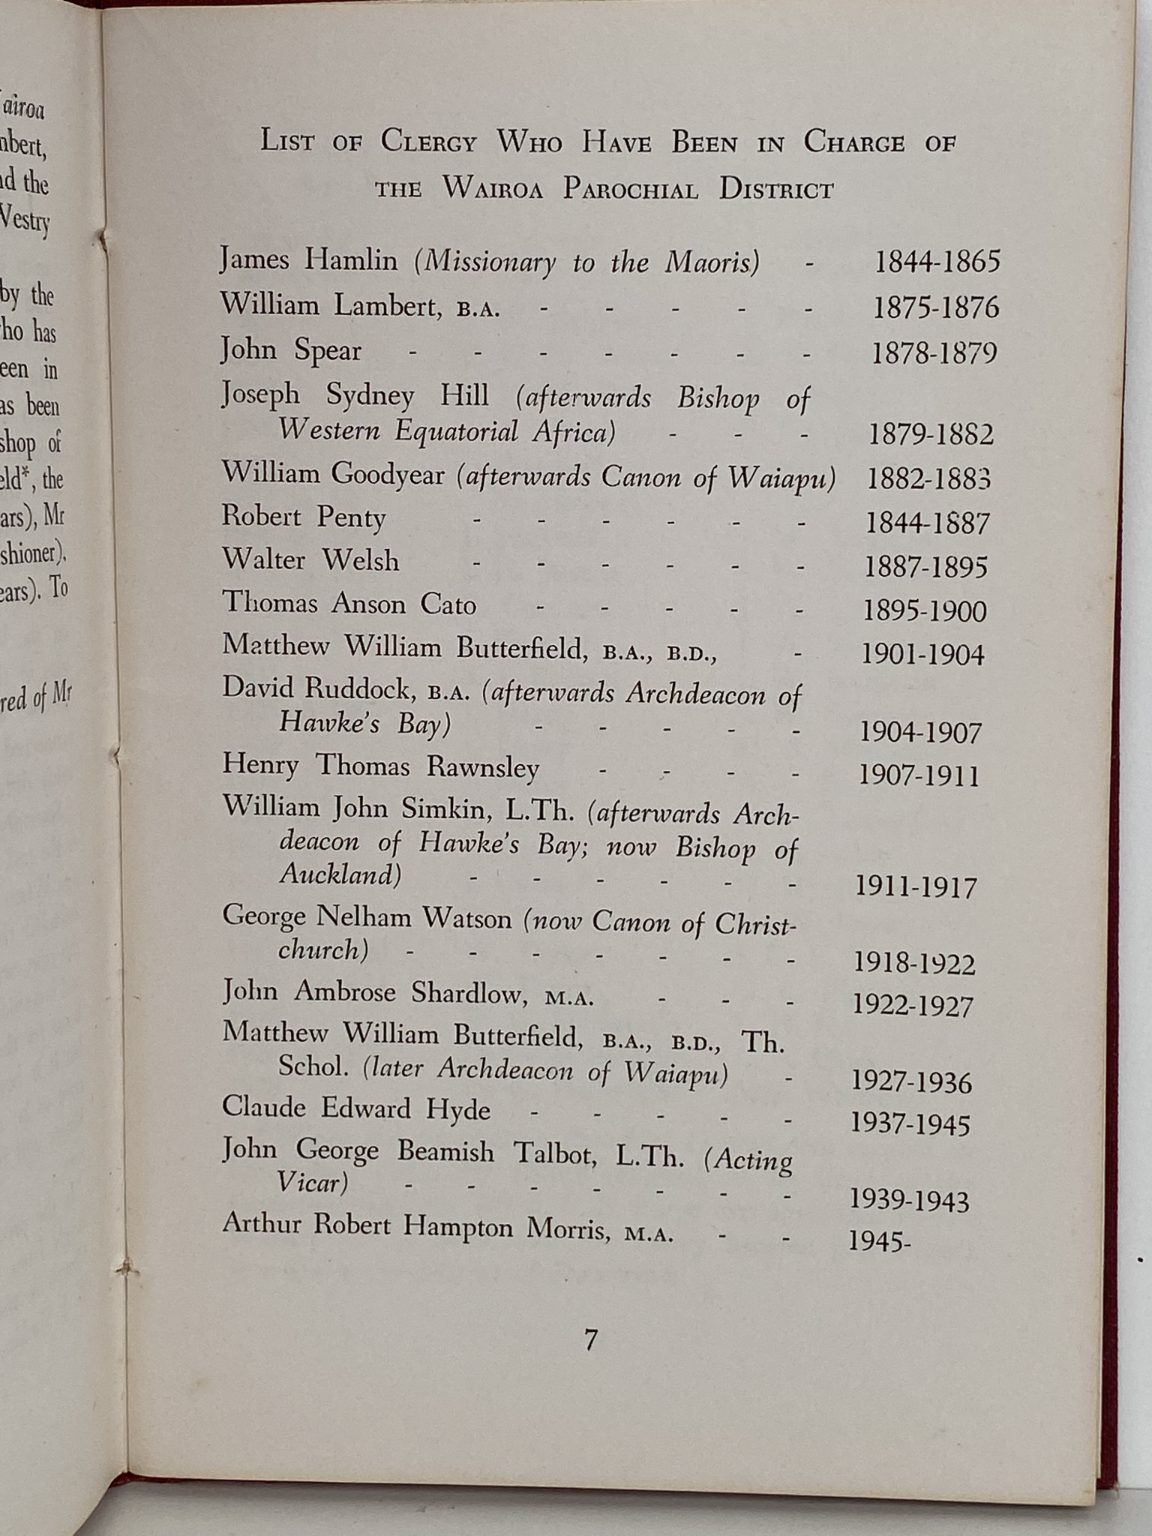 airoa
nbert,
nd the
Vestry
by the
ho has
een in
as been
shop of
eld*, the
ars), Mr
shioner).
ears). To
red of Mr
List of Clergy Who Have Been in Charge of
the Wairoa Parochial District
James Hamlin (Missionary to the Maoris) - 1844-1865
William Lambert, B.A. - - - - - 1875-1876
John Spear - - - - - - - 1878-1879
Joseph Sydney Hill (afterwards Bishop of
Western Equatorial Africa) - - - 1879-1882
William Goodyear (afterwards Canon of Waiapu) 1882-1883
Robert Penty - - - - - - 1844-1887
Walter Welsh - - - - - - 1887-1895
Thomas Anson Cato - - - - - 1895-1900
Matthew William Butterfield, B.A., B.D., - 1901-1904
David Ruddock, B.A. (afterwards Archdeacon of
Hawke's Bay) - - - - - 1904-1907
Henry Thomas Rawnsley - - - - 1907-1911
William John Simkin, L.Th. (afterwards Arch-
deacon of Hawke's Bay; now Bishop of
Auckland) - - - - - - 1911-1917
George Nelham Watson (now Canon of Christ-
church) - - - - - - - 1918-1922
John Ambrose Shardlow, M.A. - - - 1922-1927
Matthew William Butterfield, B.A., B.D., Th.
Schol. (later Archdeacon of Waiapu) - 1927-1936
Claude Edward Hyde - - - - - 1937-1945
John George Beamish Talbot, L.Th. (Acting
Vicar) - - - - - - - 1939-1943
Arthur Robert Hampton Morris, M.A. - - 1945-
7